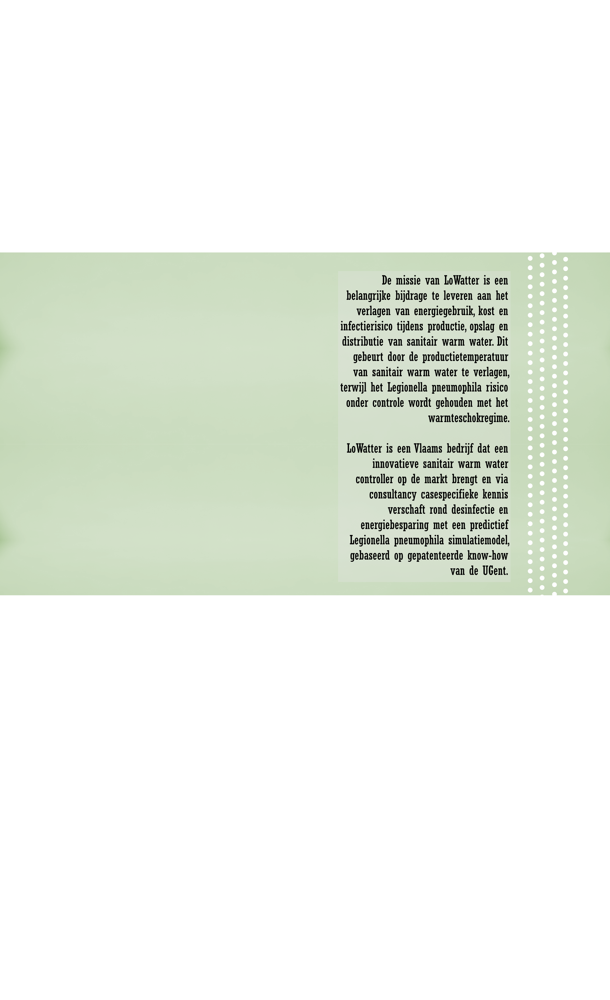 De missie van LoWatter is een
belangrijke bijdrage te leveren aan het
verlagen van energiegebruik, kost en
infectierisico tijdens productie, opslag en
distributie van sanitair warm water. Dit
gebeurt door de productietemperatuur
van sanitair warm water te verlagen,
terwijl het Legionella pneumophila risico
onder controle wordt gehouden met het
warmteschokregime.
LoWatter is een Vlaams bedrijf dat een
innovatieve sanitair warm water
controller op de markt brengt en via
consultancy casespecifieke kennis
verschaft rond desinfectie en
energiebesparing met een predictief
Legionella pneumophila simulatiemodel,
gebaseerd op gepatenteerde know-how
van de UGent.